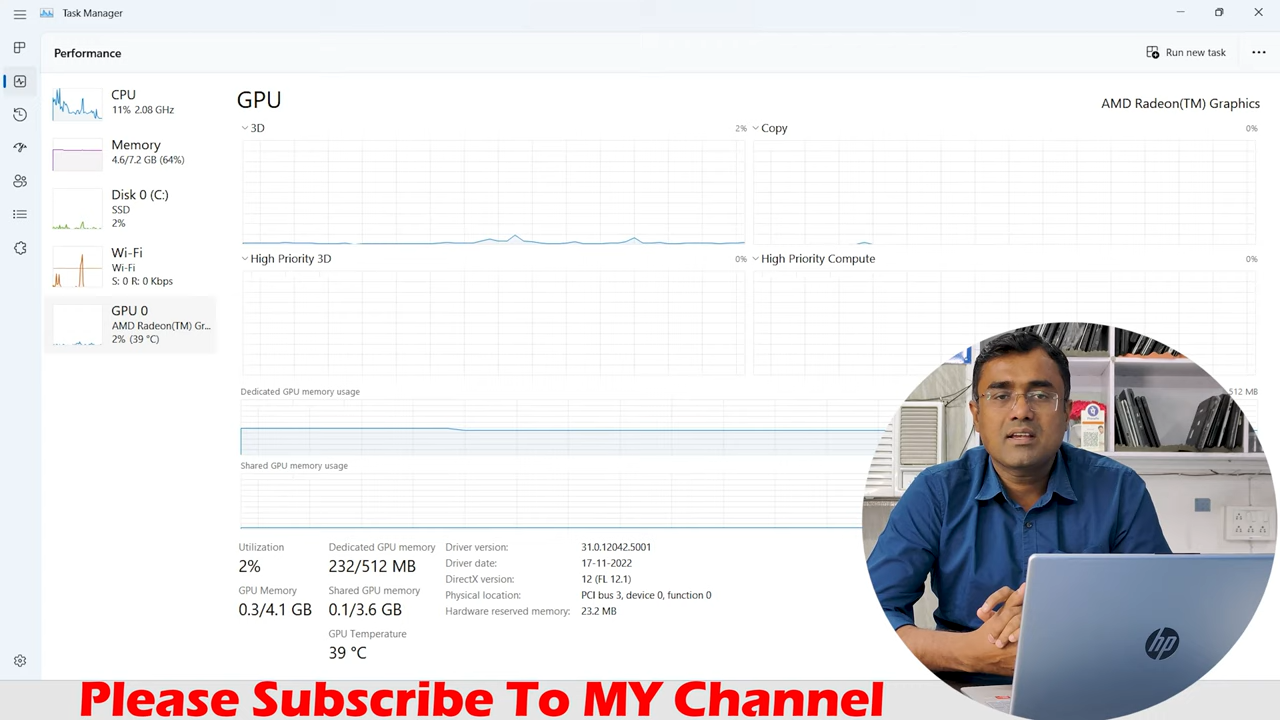 Task Manager
Performance
Run new task
CPU
11% 2.08 GHz
Memory
4.6/7.2 GB (64%)
Disk 0 (C:)
SSD
2%
Wi-Fi
Wi-Fi
S: 0 R: 0 Kbps
GPU 0
AMD Radeon(TM) Gr...
2% (39 °C)
GPU
AMD Radeon(TM) Graphics
3D
2%
Copy
0%
High Priority 3D
0%
High Priority Compute
0%
Dedicated GPU memory usage
512 MB
Shared GPU memory usage
Utilization
2%
Dedicated GPU memory
232/512 MB
GPU Memory
0.3/4.1 GB
Shared GPU memory
0.1/3.6 GB
GPU Temperature
39 °C
Driver version: 31.0.12042.5001
Driver date: 17-11-2022
DirectX version: 12 (FL 12.1)
Physical location: PCI bus 3, device 0, function 0
Hardware reserved memory: 23.2 MB
hp
Please Subscribe To MY Channel